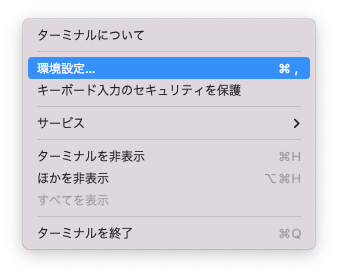 ターミナルについて
環境設定... ⌘ ,
キーボード入力のセキュリティを保護
サービス
ターミナルを非表示 ⌘H
ほかを非表示 ⌥⌘H
すべてを表示
ターミナルを終了 ⌘Q